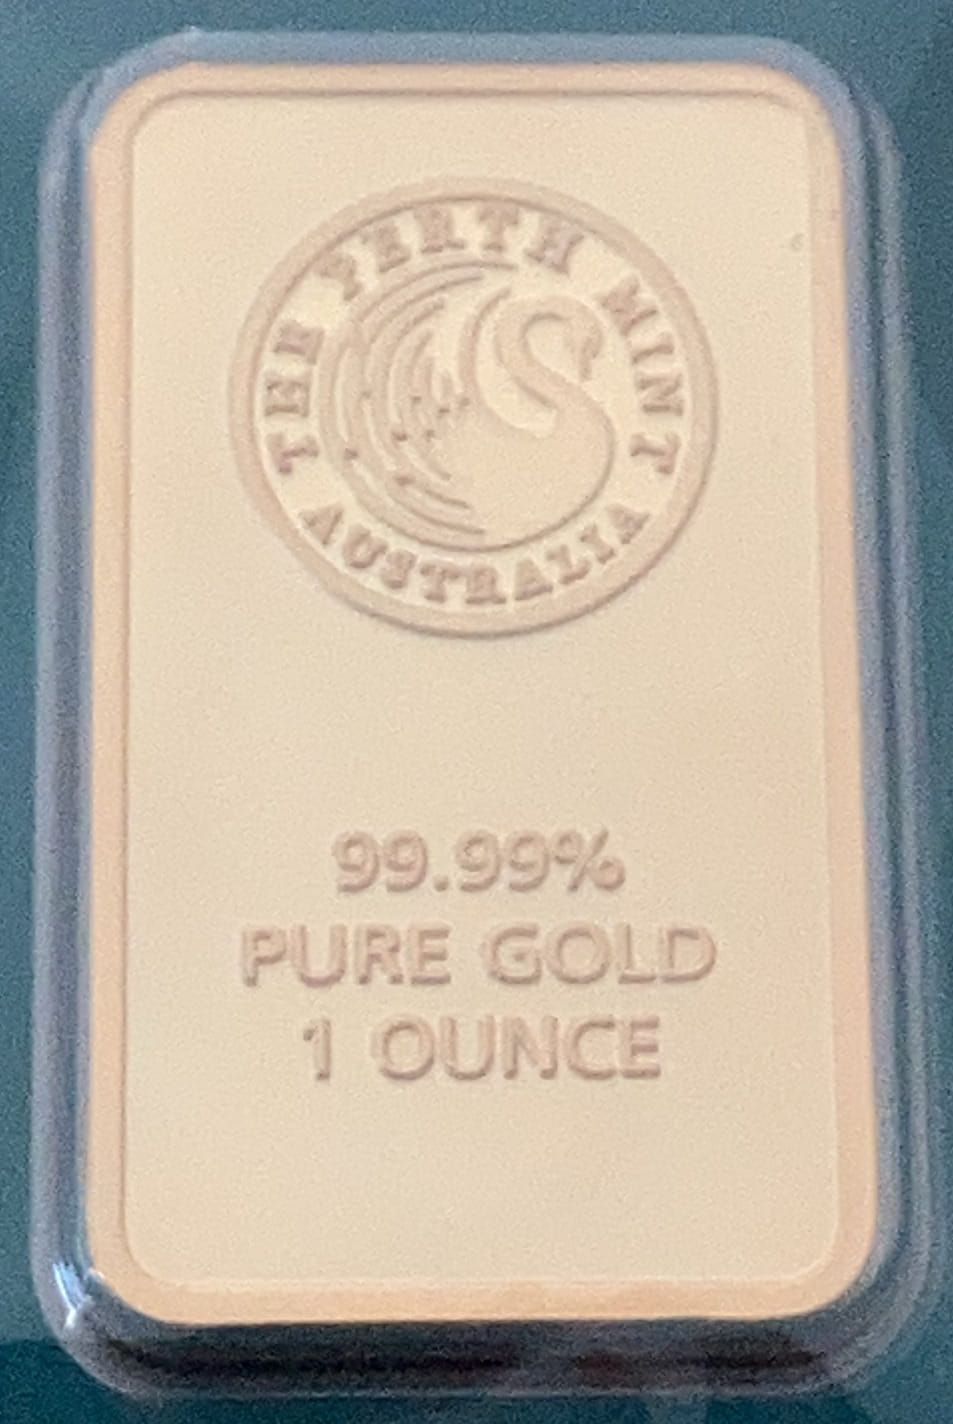 THE PERTH MINT
AUSTRALIA
99.99%
PURE GOLD
1 OUNCE